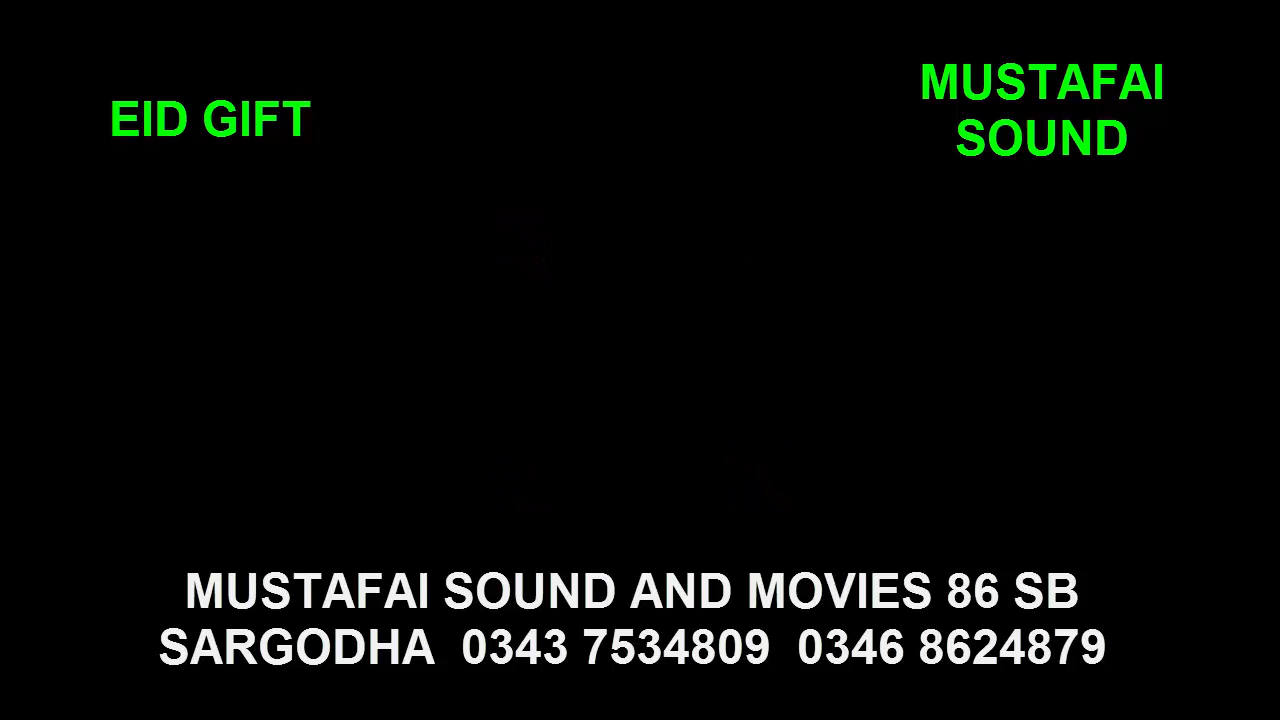 EID GIFT
MUSTAFAI
SOUND
MUSTAFAI SOUND AND MOVIES 86 SB
SARGODHA 0343 7534809 0346 8624879